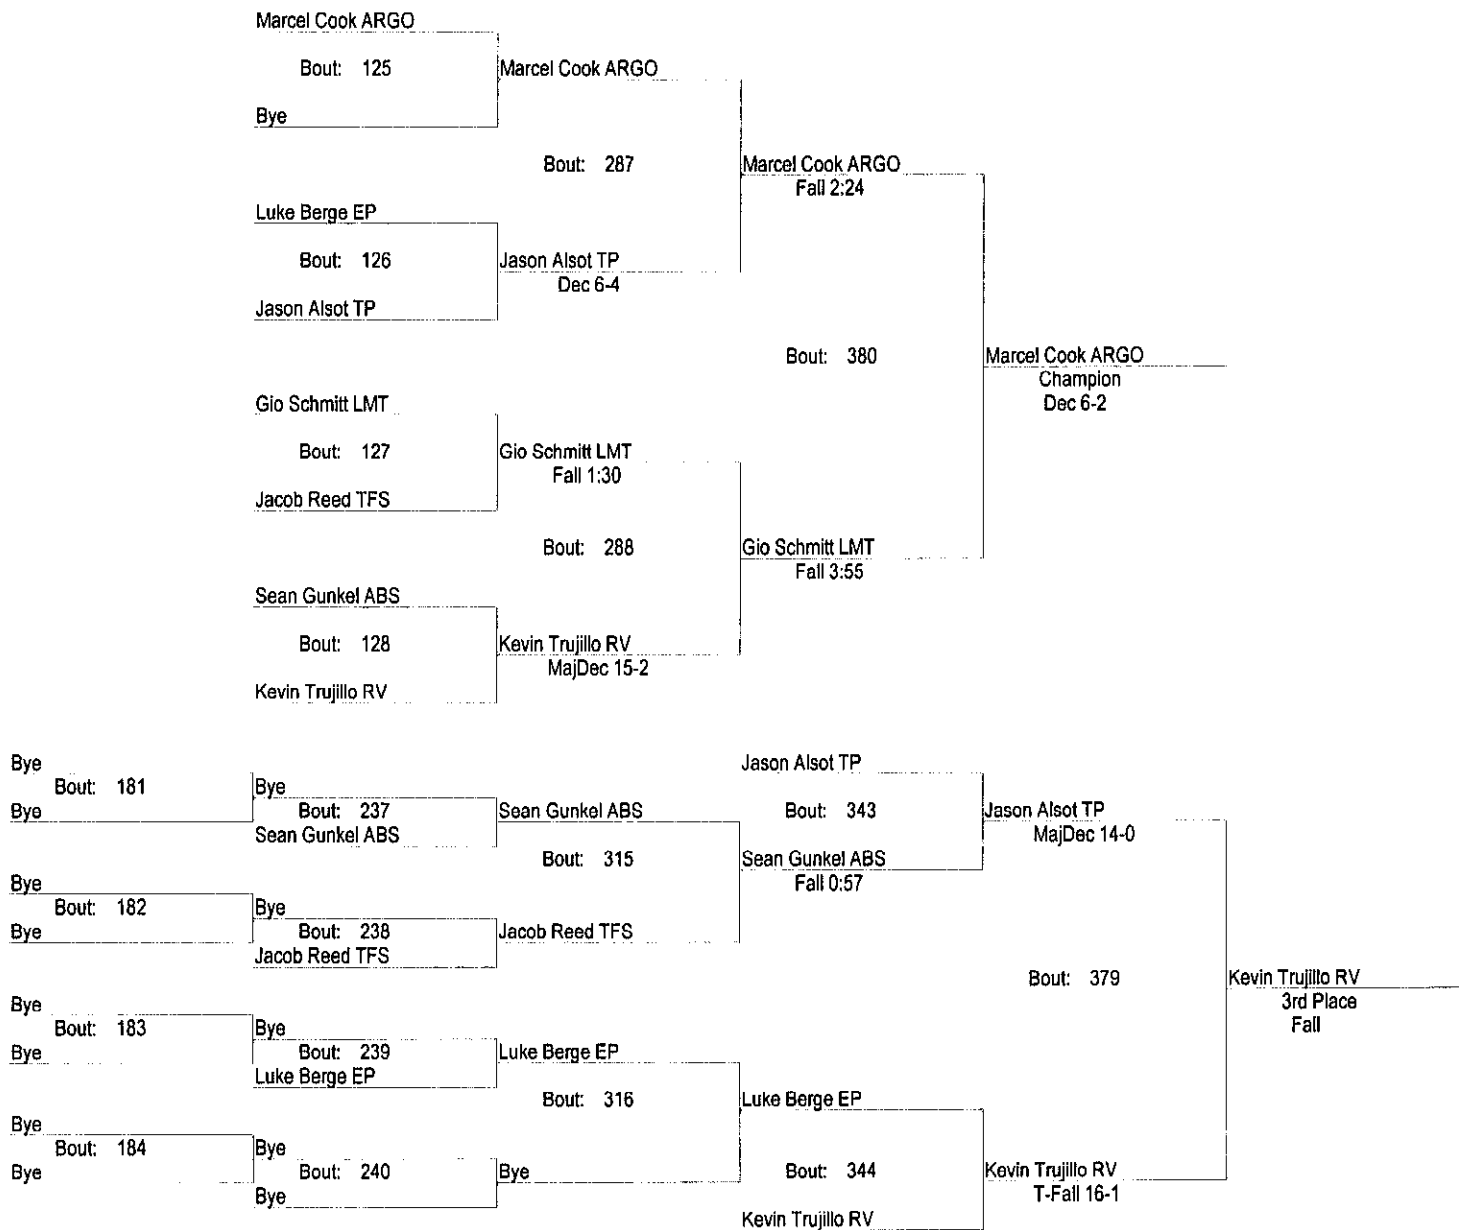 Marcel Cook ARGO
Bout: 125
Marcel Cook ARGO
Bye
Bout: 287
Marcel Cook ARGO
Fall 2:24
Luke Berge EP
Bout: 126
Jason Alsot TP
Dec 6-4
Jason Alsot TP
Bout: 380
Marcel Cook ARGO
Champion
Dec 6-2
Gio Schmitt LMT
Bout: 127
Gio Schmitt LMT
Fall 1:30
Jacob Reed TFS
Bout: 288
Gio Schmitt LMT
Fall 3:55
Sean Gunkel ABS
Bout: 128
Kevin Trujillo RV
MajDec 15-2
Kevin Trujillo RV
Bye
Bout: 181
Bye
Bye
Bout: 237
Sean Gunkel ABS
Sean Gunkel ABS
Bout: 315
Jason Alsot TP
Bout: 343
Sean Gunkel ABS
Fall 0:57
Jason Alsot TP
MajDec 14-0
Bye
Bout: 182
Bye
Bye
Bout: 238
Jacob Reed TFS
Jacob Reed TFS
Bout: 379
Kevin Trujillo RV
3rd Place
Fall
Bye
Bout: 183
Bye
Bye
Bout: 239
Luke Berge EP
Luke Berge EP
Bout: 316
Luke Berge EP
Bye
Bout: 184
Bye
Bye
Bout: 240
Bye
Bye
Bout: 344
Kevin Trujillo RV
Kevin Trujillo RV
T-Fall 16-1